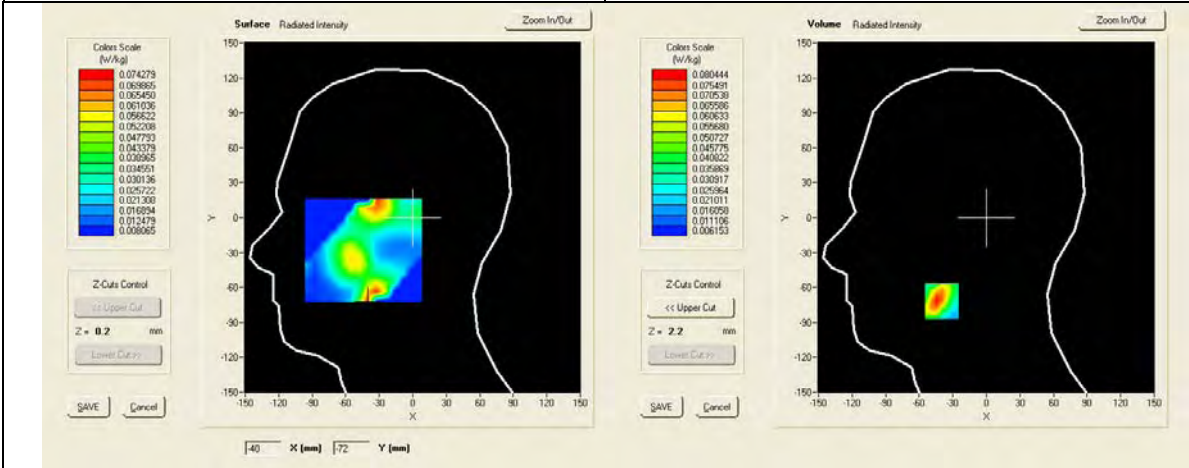 Surface Radiated Intensity
Zoom In/Out
Colors Scale
(W/kg)
0.074279
0.069865
0.065450
0.061036
0.056622
0.052208
0.047793
0.043379
0.038965
0.034551
0.030136
0.025722
0.021308
0.016894
0.012479
0.008065
Z-Cuts Control
<< Upper Cut
Z = 0.2 mm
Lower Cut >>
SAVE Cancel
150
120
90
60
30
0
-30
-60
-90
-120
-150
Y
-150 -120 -90 -60 -30 0 30 60 90 120 150
X
-40 X (mm) -72 Y (mm)
Volume Radiated Intensity
Zoom In/Out
Colors Scale
(W/kg)
0.080444
0.075491
0.070538
0.065586
0.060633
0.055680
0.050727
0.045775
0.040822
0.035869
0.030917
0.025964
0.021011
0.016058
0.011106
0.006153
Z-Cuts Control
<< Upper Cut
Z = 2.2 mm
Lower Cut >>
SAVE Cancel
150
120
90
60
30
0
-30
-60
-90
-120
-150
Y
-150 -120 -90 -60 -30 0 30 60 90 120 150
X